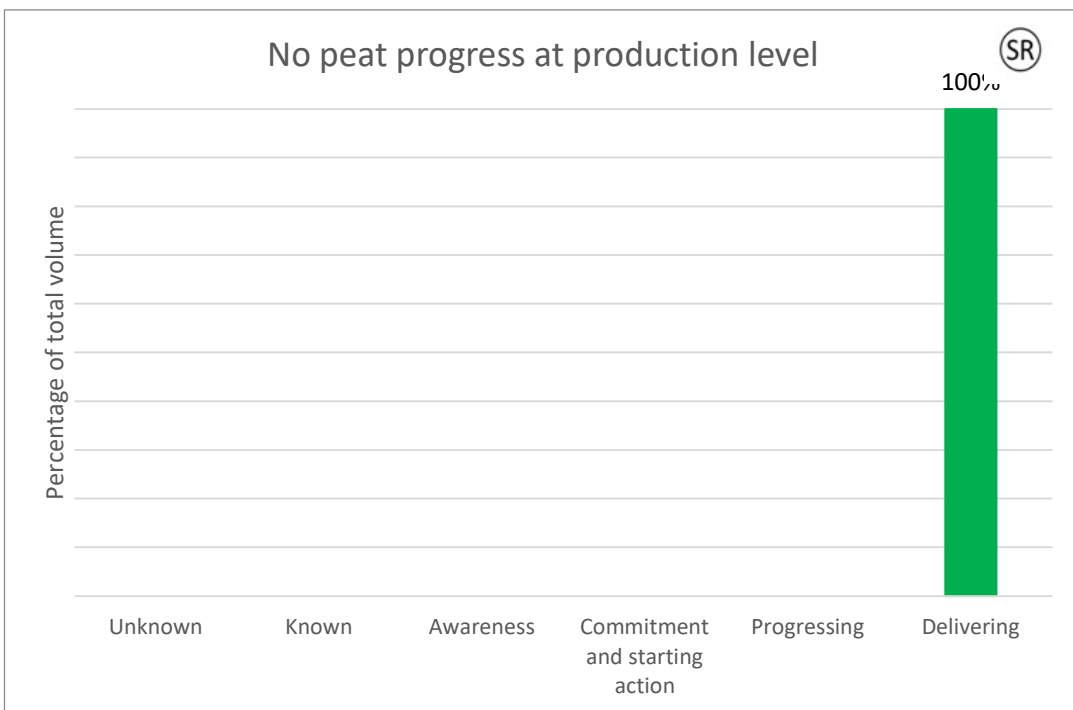 No peat progress at production level
SR
100%
Percentage of total volume
Unknown
Known
Awareness
Commitment
and starting
action
Progressing
Delivering